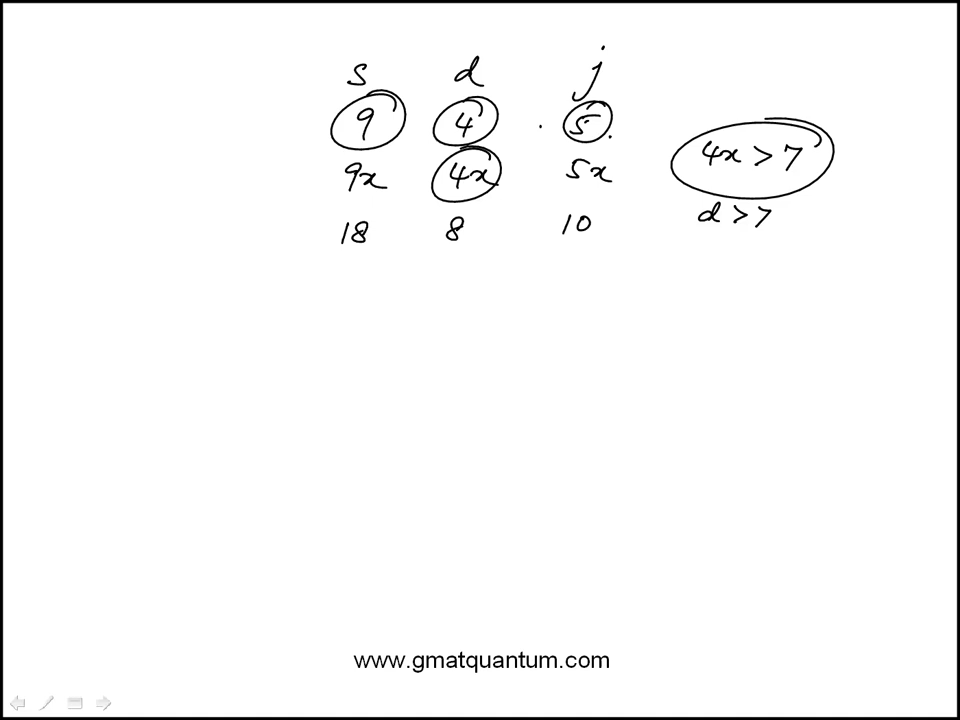 s d j
9 4 . 5.
9x 4x 5x 4x > 7
18 8 10 d > 7
www.gmatquantum.com